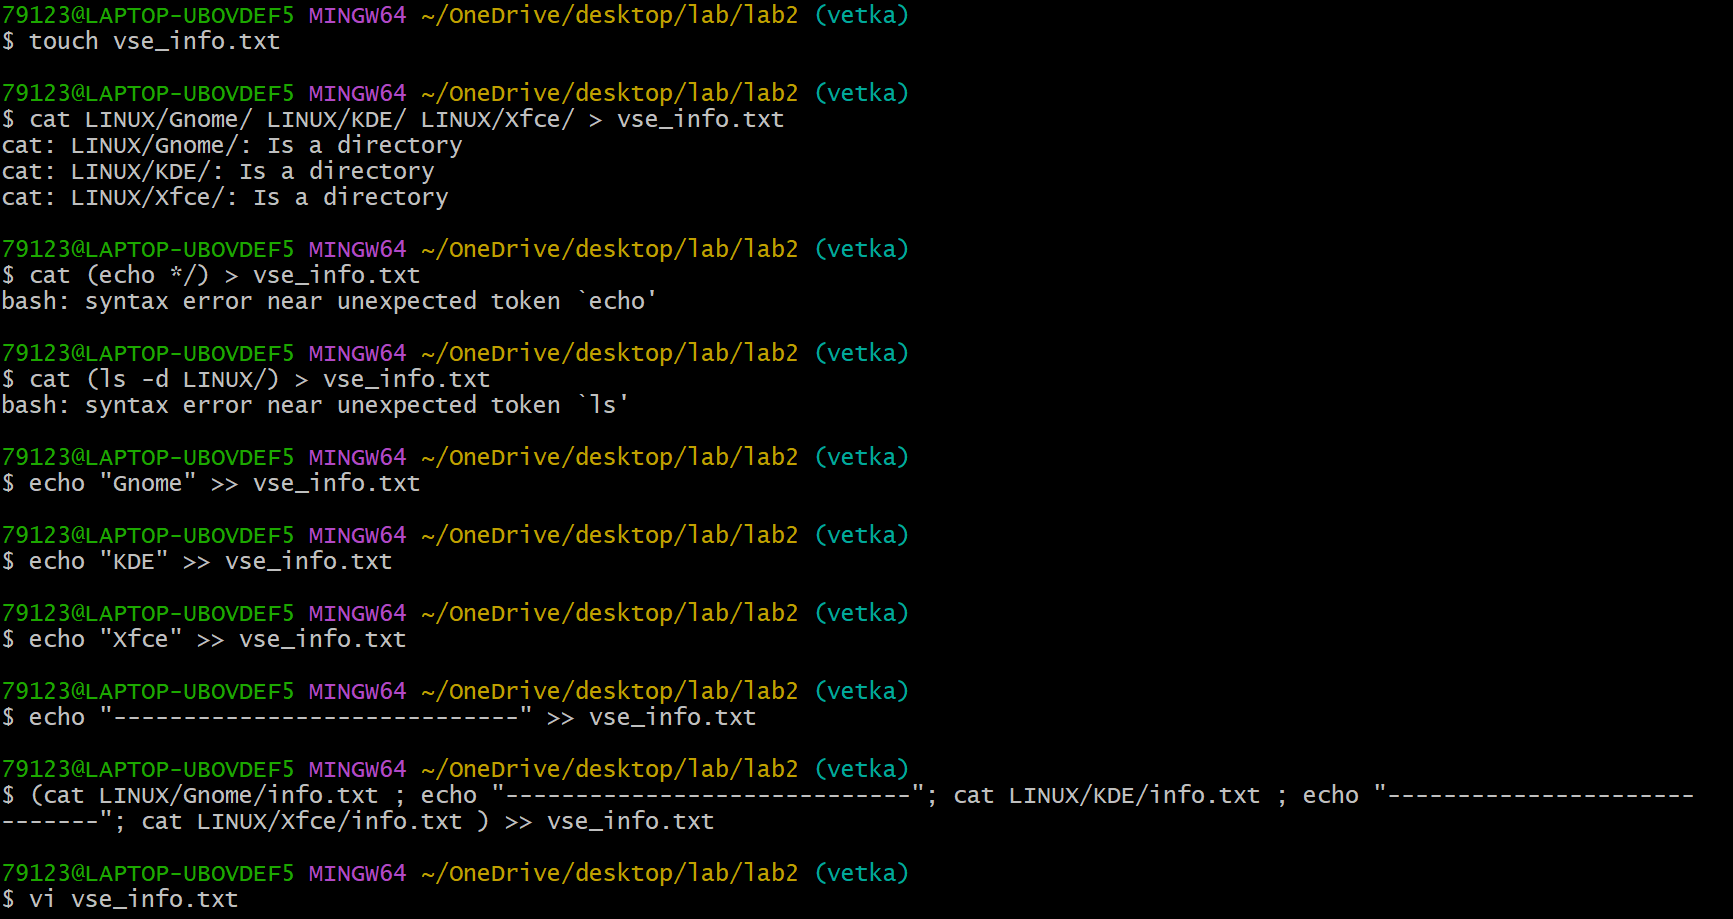 79123@LAPTOP-UBOVDEF5 MINGW64 ~/OneDrive/desktop/lab/lab2 (vetka)
$ touch vse_info.txt
79123@LAPTOP-UBOVDEF5 MINGW64 ~/OneDrive/desktop/lab/lab2 (vetka)
$ cat LINUX/Gnome/ LINUX/KDE/ LINUX/Xfce/ > vse_info.txt
cat: LINUX/Gnome/: Is a directory
cat: LINUX/KDE/: Is a directory
cat: LINUX/Xfce/: Is a directory
79123@LAPTOP-UBOVDEF5 MINGW64 ~/OneDrive/desktop/lab/lab2 (vetka)
$ cat (echo */) > vse_info.txt
bash: syntax error near unexpected token `echo'
79123@LAPTOP-UBOVDEF5 MINGW64 ~/OneDrive/desktop/lab/lab2 (vetka)
$ cat (ls -d LINUX/) > vse_info.txt
bash: syntax error near unexpected token `ls'
79123@LAPTOP-UBOVDEF5 MINGW64 ~/OneDrive/desktop/lab/lab2 (vetka)
$ echo "Gnome" >> vse_info.txt
79123@LAPTOP-UBOVDEF5 MINGW64 ~/OneDrive/desktop/lab/lab2 (vetka)
$ echo "KDE" >> vse_info.txt
79123@LAPTOP-UBOVDEF5 MINGW64 ~/OneDrive/desktop/lab/lab2 (vetka)
$ echo "Xfce" >> vse_info.txt
79123@LAPTOP-UBOVDEF5 MINGW64 ~/OneDrive/desktop/lab/lab2 (vetka)
$ echo "-----------------------------" >> vse_info.txt
79123@LAPTOP-UBOVDEF5 MINGW64 ~/OneDrive/desktop/lab/lab2 (vetka)
$ (cat LINUX/Gnome/info.txt ; echo "-----------------------------"; cat LINUX/KDE/info.txt ; echo "----------------------
-------"; cat LINUX/Xfce/info.txt ) >> vse_info.txt
79123@LAPTOP-UBOVDEF5 MINGW64 ~/OneDrive/desktop/lab/lab2 (vetka)
$ vi vse_info.txt